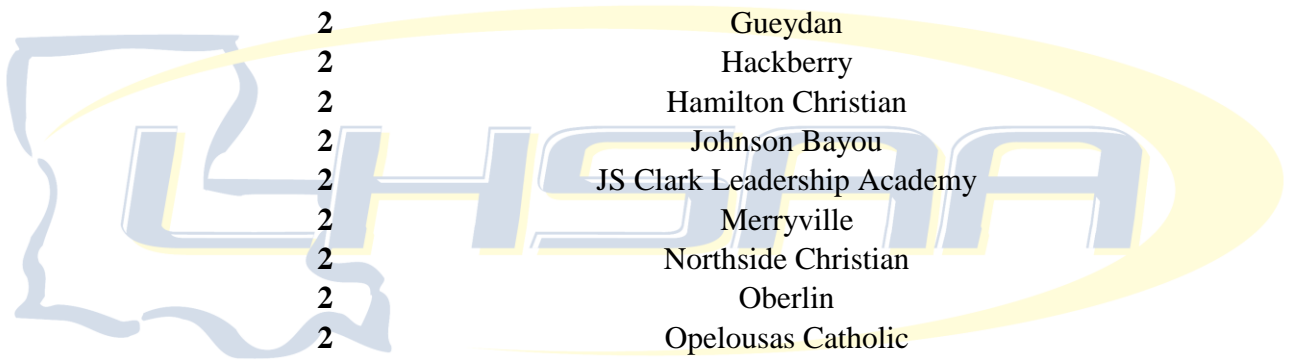 2 Gueydan
2 Hackberry
2 Hamilton Christian
2 Johnson Bayou
2 JS Clark Leadership Academy
2 Merryville
2 Northside Christian
2 Oberlin
2 Opelousas Catholic
LHSAA